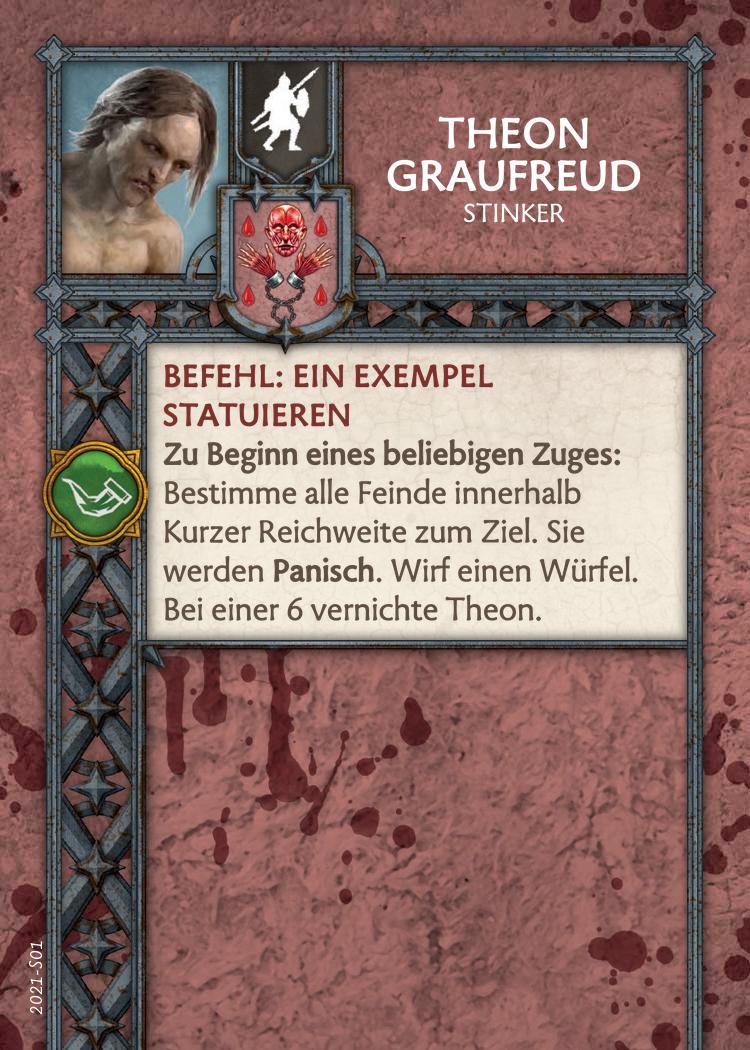 THEON
GRAUFREUD
STINKER
BEFEHL: EIN EXEMPEL
STATUIEREN
Zu Beginn eines beliebigen Zuges:
Bestimme alle Feinde innerhalb
Kurzer Reichweite zum Ziel. Sie
werden Panisch. Wirf einen Würfel.
Bei einer 6 vernichte Theon.
2021-S01